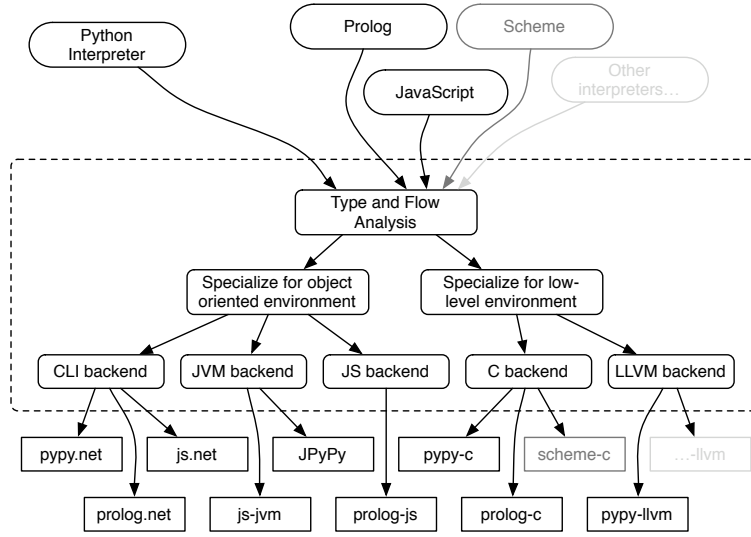 Python
Interpreter
Prolog
Scheme
JavaScript
Other
interpreters…
Type and Flow
Analysis
Specialize for object
oriented environment
Specialize for low-
level environment
CLI backend
JVM backend
JS backend
C backend
LLVM backend
pypy.net
js.net
JPyPy
pypy-c
scheme-c
…-llvm
prolog.net
js-jvm
prolog-js
prolog-c
pypy-llvm